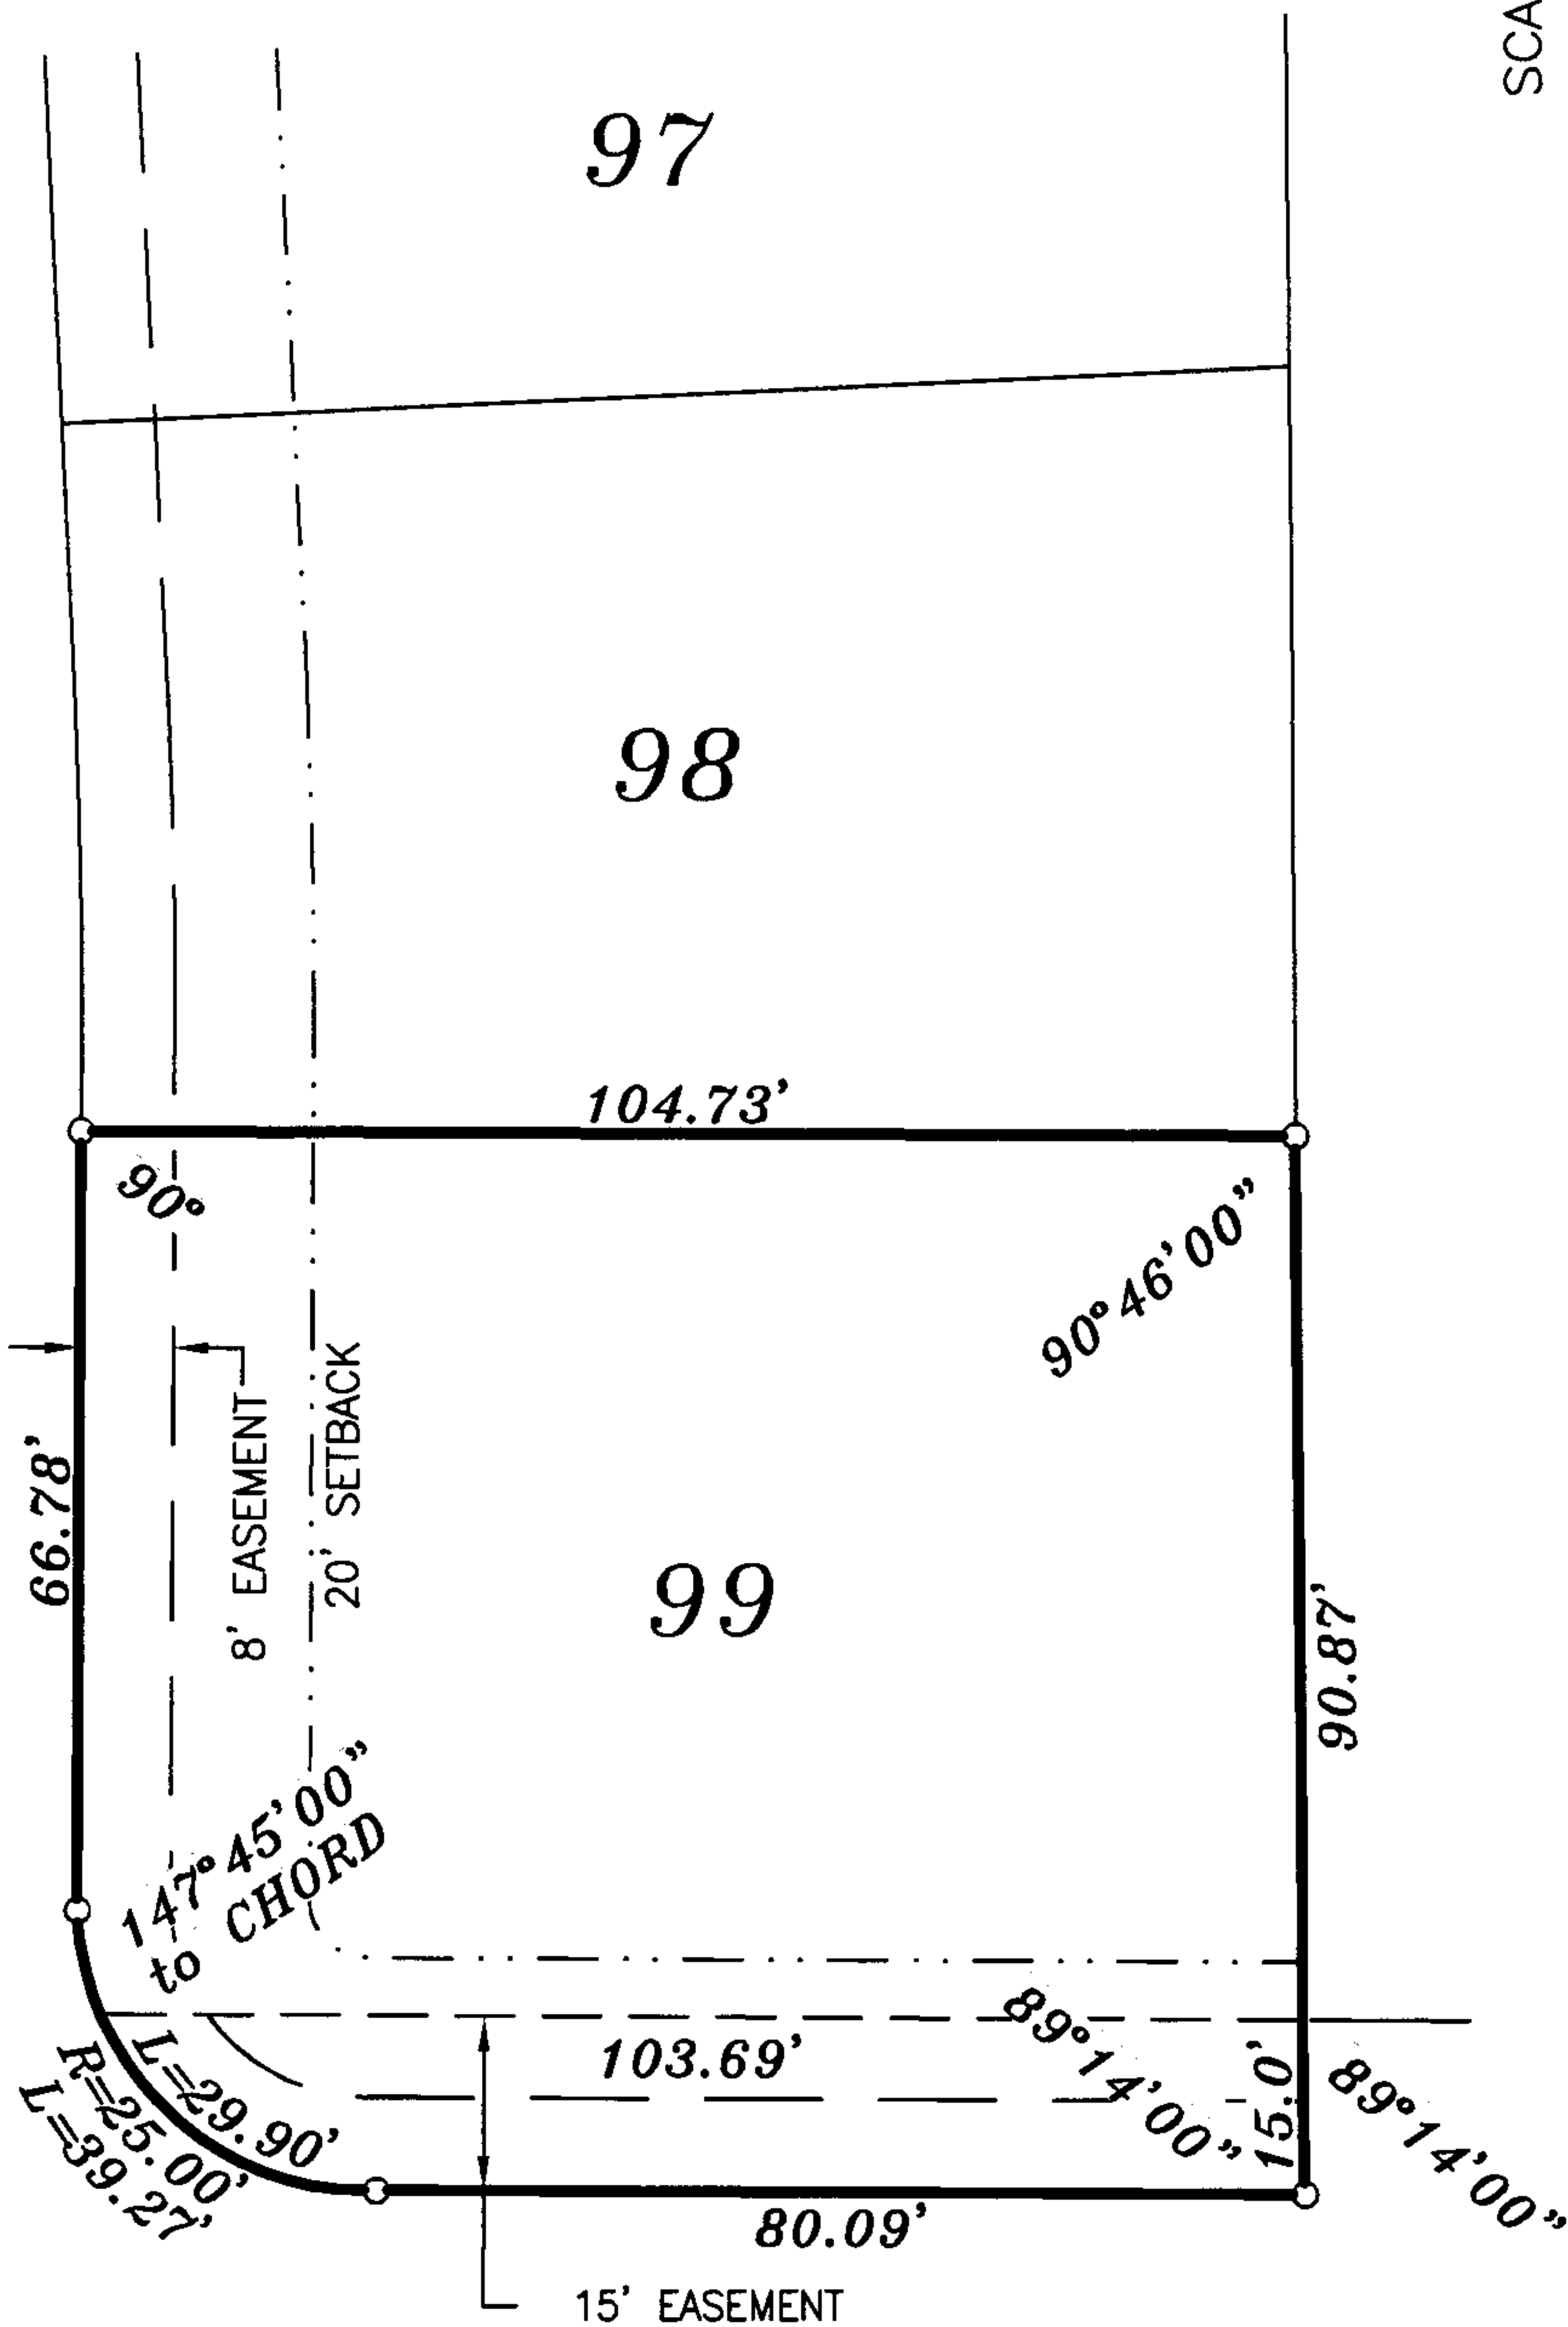 SCA
97
98
104.73'
90°
90°46'00"
66.78'
8' EASEMENT
20' SETBACK
99
90.87'
147°45'00"
to CHORD
89°14'00"
103.69'
15.0'
89°14'00"
L=29.90'
R=25.00'
L=39.27'
80.09'
15' EASEMENT